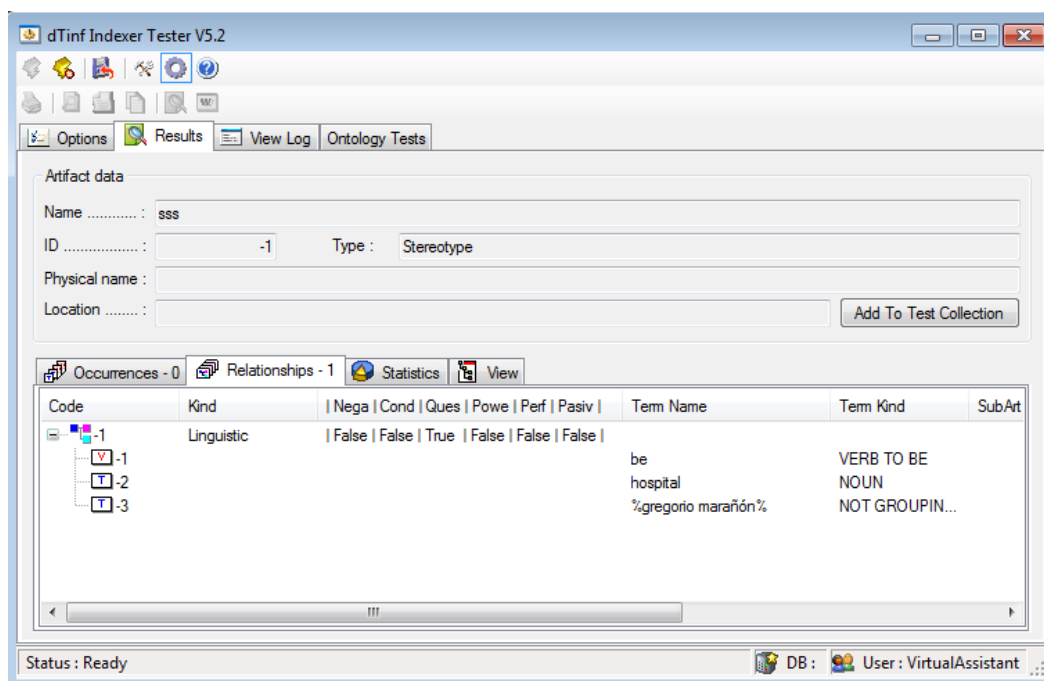 dTinf Indexer Tester V5.2
Options Results View Log Ontology Tests
Artifact data
Name ............ : sss
ID .................. : -1 Type : Stereotype
Physical name :
Location ........ : Add To Test Collection
Occurrences - 0 Relationships - 1 Statistics View
Code Kind | Nega | Cond | Ques | Powe | Perf | Pasiv | Term Name Term Kind SubArt
-1 Linguistic | False | False | True | False | False | False |
V -1 be VERB TO BE
T -2 hospital NOUN
T -3 %gregorio marañón% NOT GROUPIN...
Status : Ready DB : User : VirtualAssistant